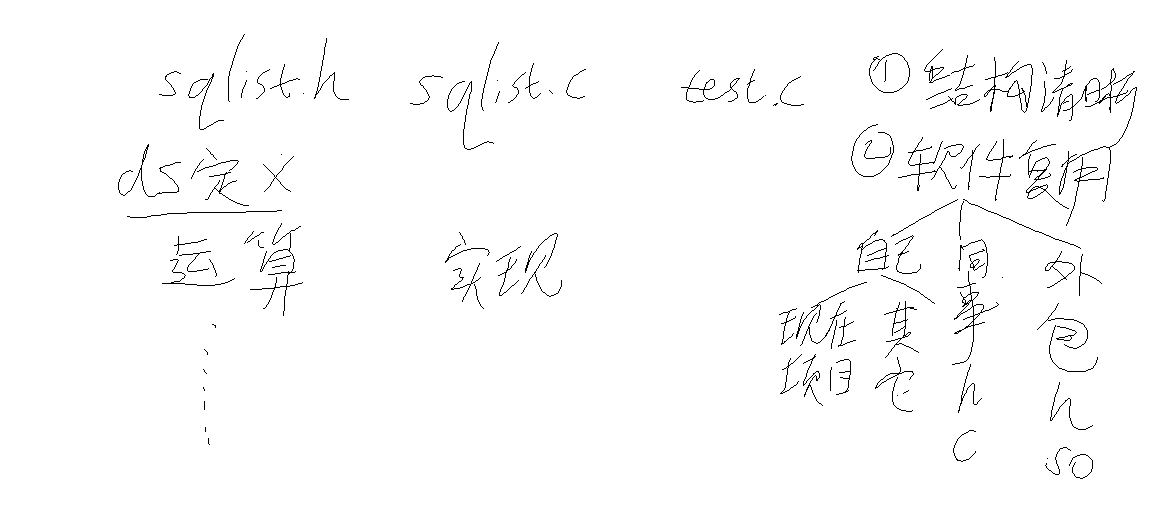 sqlist.h sqlist.c test.c
ds定义
运算 实现
① 结构清晰
② 软件复用
自己 同事 h c 外包 h so
现在项目 其它